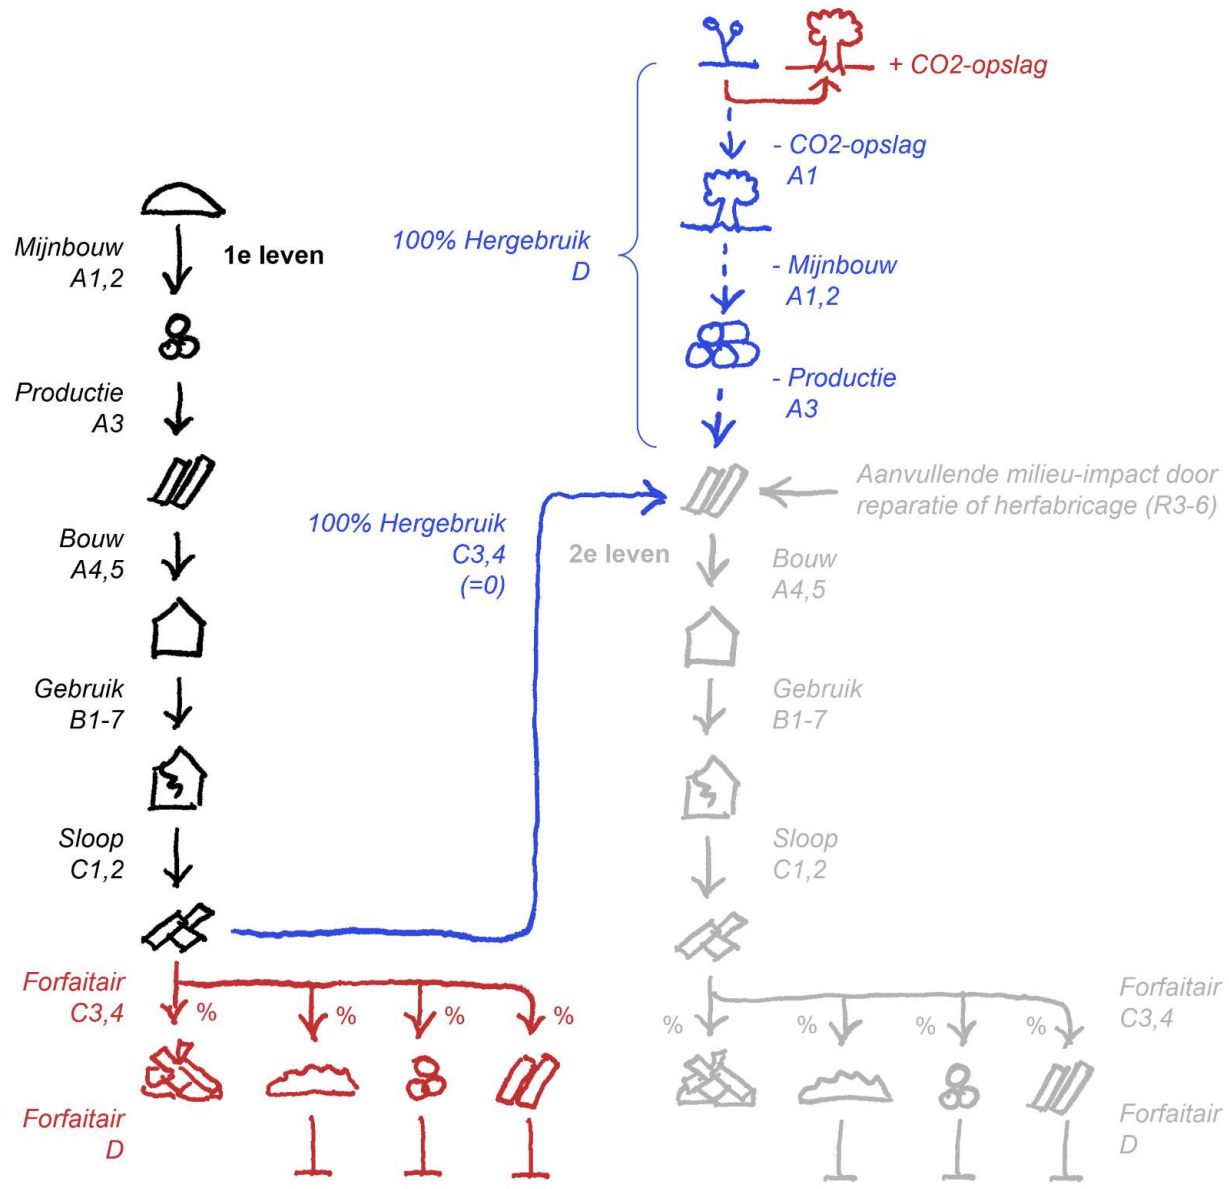 + CO2-opslag
- CO2-opslag
A1
Mijnbouw
A1,2
1e leven
100% Hergebruik
D
- Mijnbouw
A1,2
Productie
A3
- Productie
A3
Aanvullende milieu-impact door
reparatie of herfabricage (R3-6)
Bouw
A4,5
100% Hergebruik
C3,4
(=0)
2e leven
Bouw
A4,5
Gebruik
B1-7
Gebruik
B1-7
Sloop
C1,2
Sloop
C1,2
Forfaitair
C3,4
%
%
%
%
%
%
%
%
Forfaitair
C3,4
Forfaitair
D
Forfaitair
D